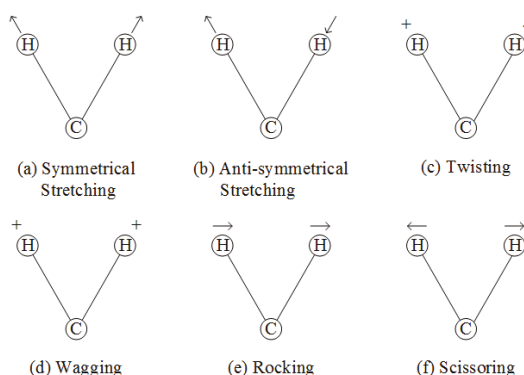 H H H H + H H
C C C
(a) Symmetrical Stretching
(b) Anti-symmetrical Stretching
(c) Twisting
+ H + H H H H H
C C C
(d) Wagging
(e) Rocking
(f) Scissoring